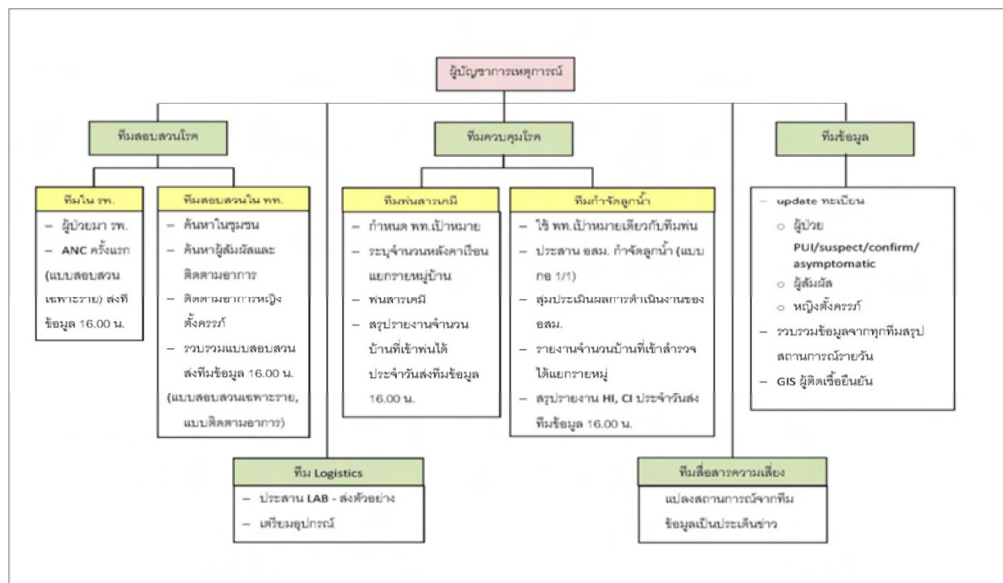 ผู้บัญชาการเหตุการณ์
ทีมสอบสวนโรค
ทีมควบคุมโรค
ทีมข้อมูล
ทีมใน รพ.
– ผู้ป่วยมา รพ.
– ANC ครั้งแรก
(แบบสอบสวน
เฉพาะราย) ส่งที
ข้อมูล 16.00 น.
ทีมสอบสวนใน พท.
– ค้นหาในชุมชน
– ค้นหาผู้สัมผัสและ
ติดตามอาการ
– ติดตามอาการหญิง
ตั้งครรภ์
– รวบรวมแบบสอบสวน
ส่งทีมข้อมูล 16.00 น.
(แบบสอบสวนเฉพาะราย,
แบบติดตามอาการ)
ทีมพ่นสารเคมี
– กำหนด พท.เป้าหมาย
– ระบุจำนวนหลังคาเรือน
แยกรายหมู่บ้าน
– พ่นสารเคมี
– สรุปรายงานจำนวน
บ้านที่เข้าพ่นได้
ประจำวันส่งทีมข้อมูล
16.00 น.
ทีมกำจัดลูกน้ำ
– ใช้ พท.เป้าหมายเดียวกับทีมพ่น
– ประสาน อสม. กำจัดลูกน้ำ (แบบ
กอ 1/1)
– สุ่มประเมินผลการดำเนินงานของ
อสม.
– รายงานจำนวนบ้านที่เข้าสำรวจ
ได้แยกรายหมู่
– สรุปรายงาน HI, CI ประจำวันส่ง
ทีมข้อมูล 16.00 น.
– update ทะเบียน
○ ผู้ป่วย
PUI/suspect/confirm/
asymptomatic
○ ผู้สัมผัส
○ หญิงตั้งครรภ์
– รวบรวมข้อมูลจากทุกทีมสรุป
สถานการณ์รายวัน
– GIS ผู้ติดเชื้อยืนยัน
ทีม Logistics
– ประสาน LAB - ส่งตัวอย่าง
– เตรียมอุปกรณ์
ทีมสื่อสารความเสี่ยง
แปลงสถานการณ์จากทีม
ข้อมูลเป็นประเด็นข่าว